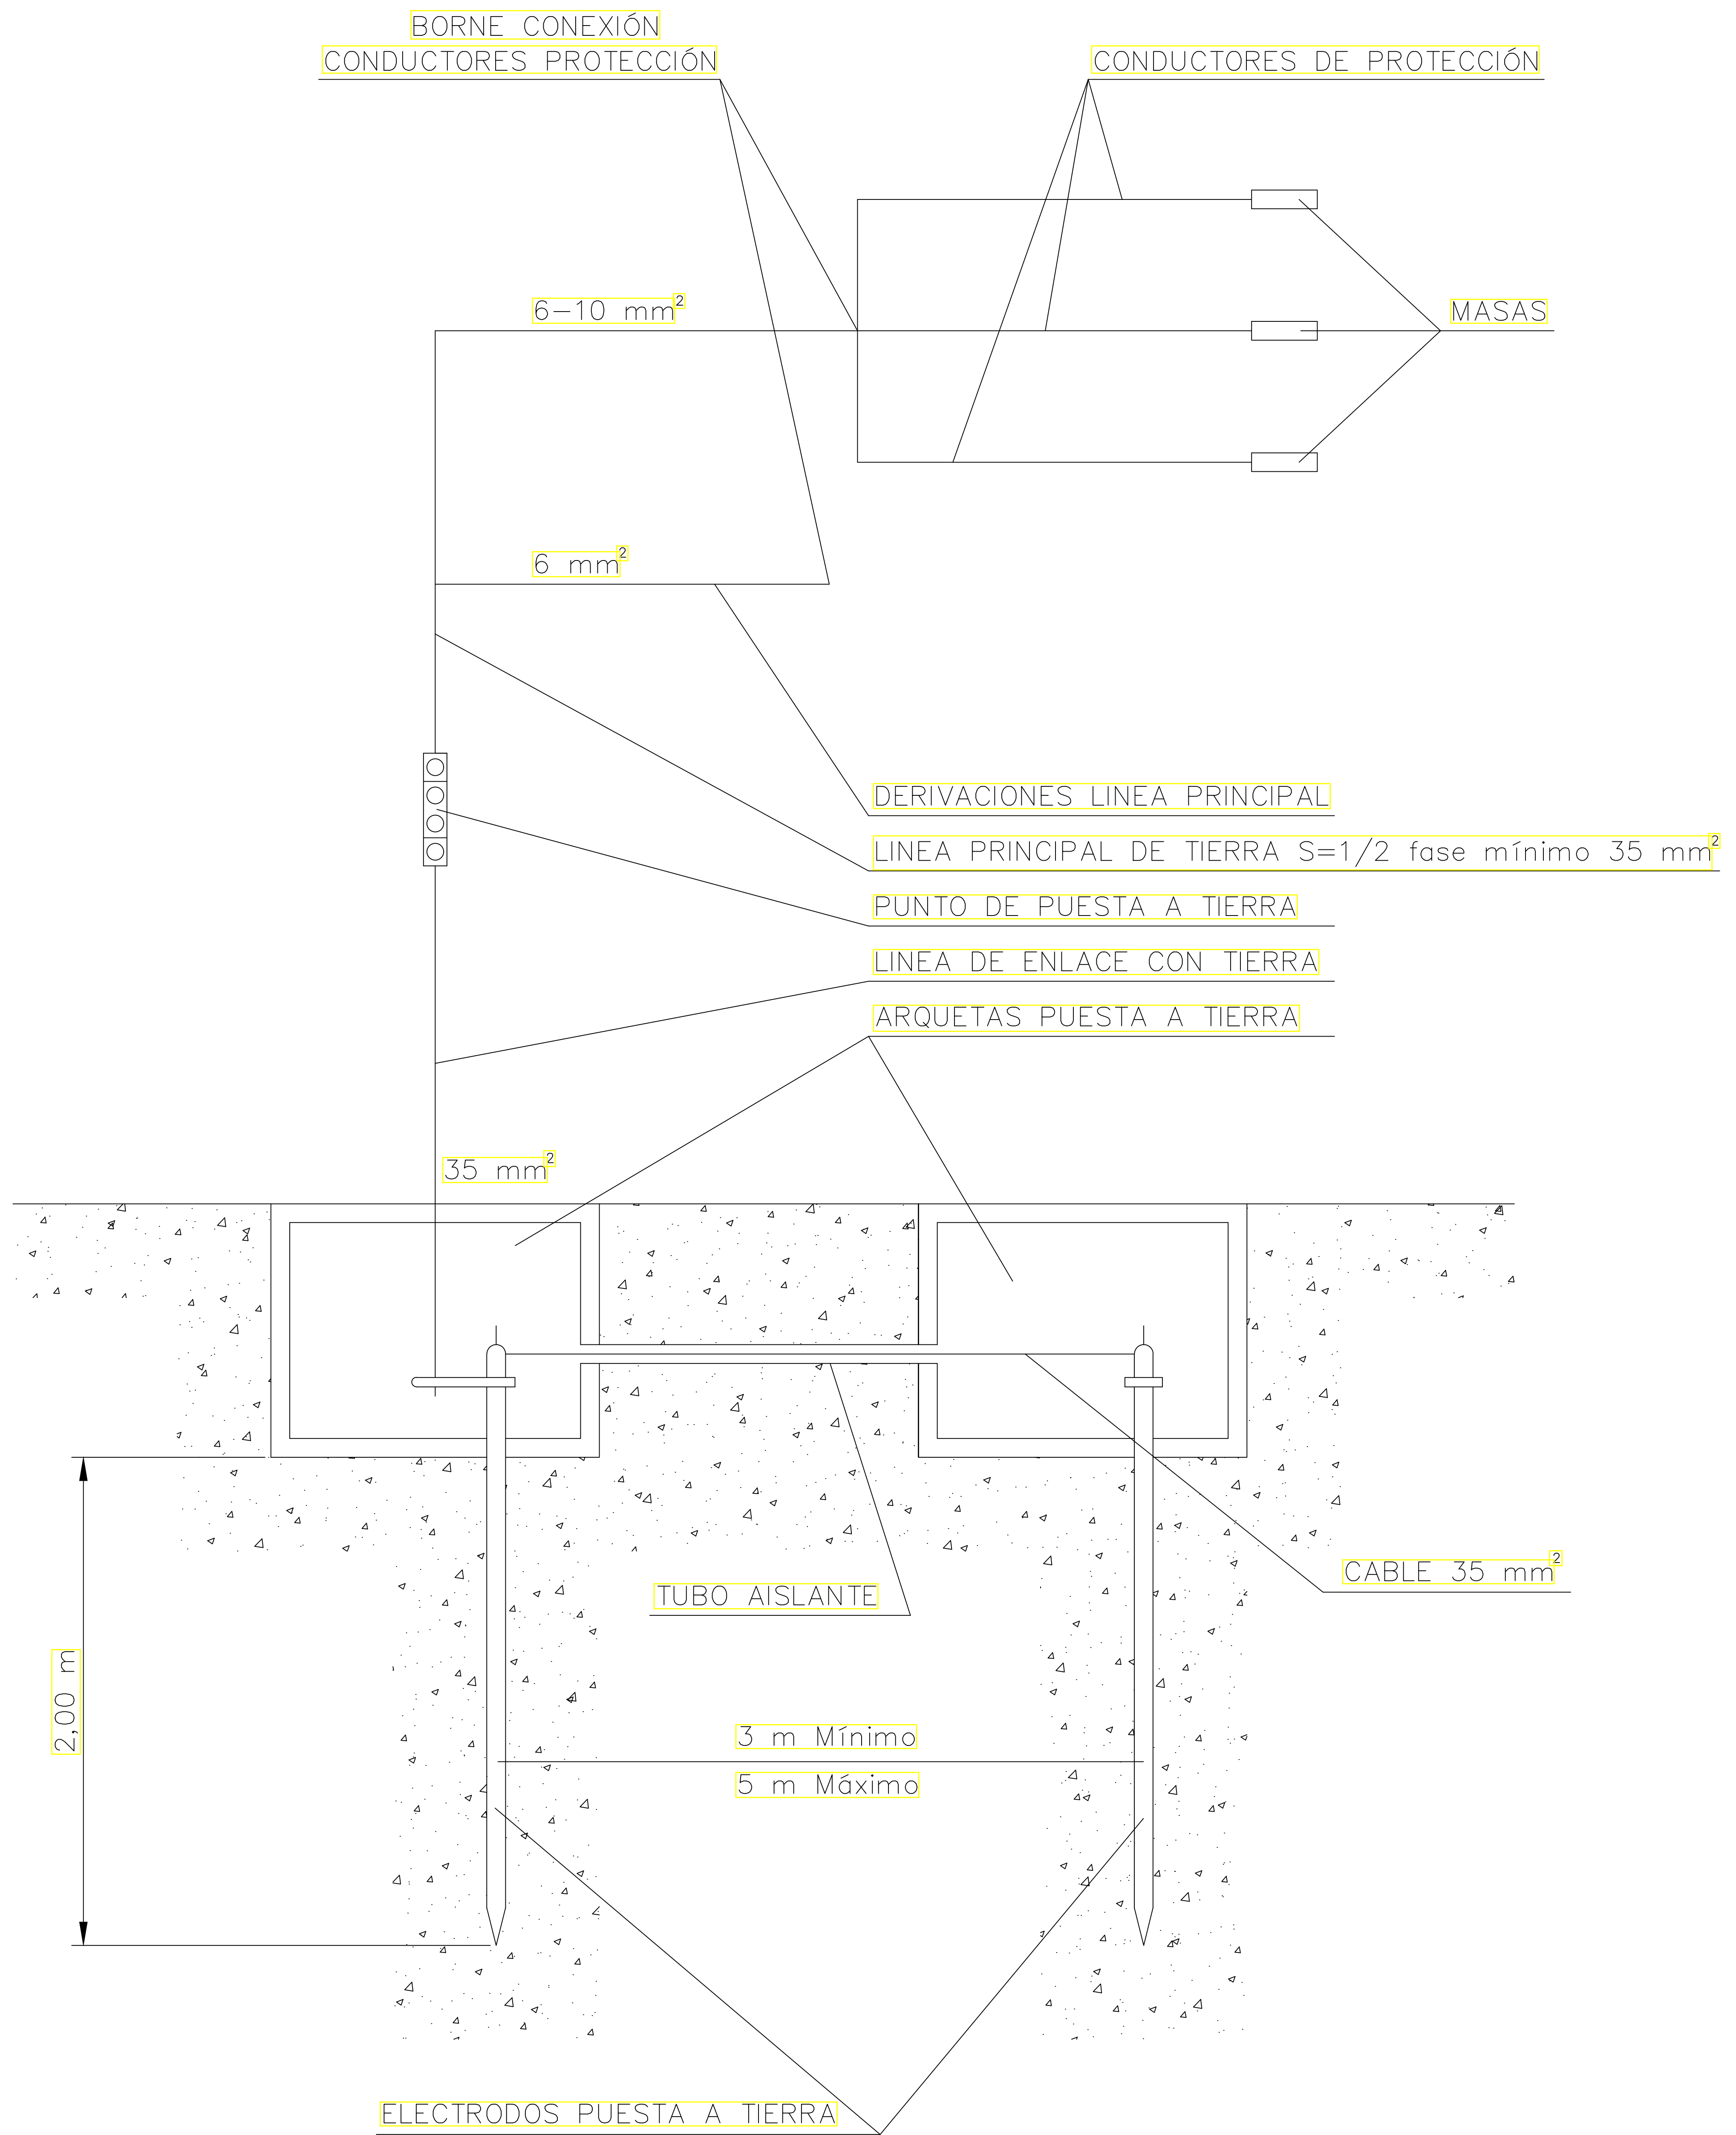 BORNE CONEXIÓN
CONDUCTORES PROTECCIÓN
CONDUCTORES DE PROTECCIÓN
6-10 mm²
MASAS
6 mm²
DERIVACIONES LINEA PRINCIPAL
LINEA PRINCIPAL DE TIERRA S=1/2 fase mínimo 35 mm²
PUNTO DE PUESTA A TIERRA
LINEA DE ENLACE CON TIERRA
ARQUETAS PUESTA A TIERRA
35 mm²
CABLE 35 mm²
TUBO AISLANTE
2,00 m
3 m Mínimo
5 m Máximo
ELECTRODOS PUESTA A TIERRA